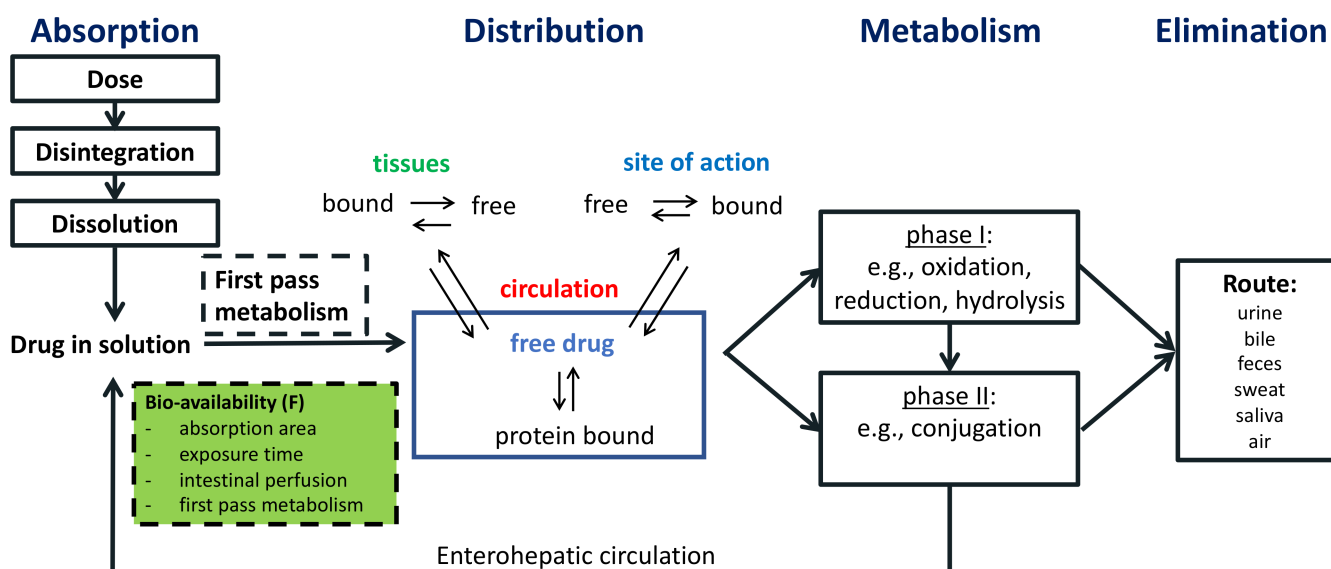 Absorption
Distribution
Metabolism
Elimination
Dose
Disintegration
Dissolution
First pass
metabolism
Drug in solution
Bio-availability (F)
- absorption area
- exposure time
- intestinal perfusion
- first pass metabolism
tissues
bound
free
site of action
free
bound
circulation
free drug
protein bound
phase I:
e.g., oxidation,
reduction, hydrolysis
phase II:
e.g., conjugation
Route:
urine
bile
feces
sweat
saliva
air
Enterohepatic circulation